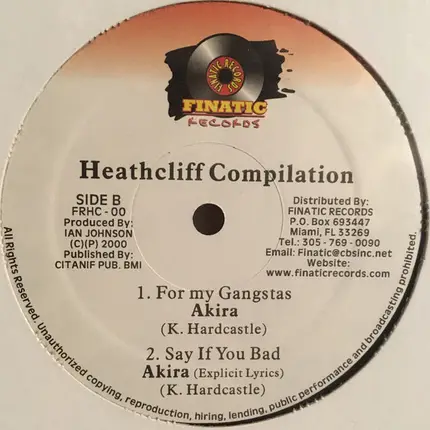 FINATIC RECORDS
FINATIC
RECORDS
Heathcliff Compilation
SIDE B
FRHC - 00
Produced By:
IAN JOHNSON
(C)(P) 2000
Published By:
CITANIF PUB. BMI
Distributed By:
FINATIC RECORDS
P.O. Box 693447
Miami, FL 33269
Tel.: 305 - 769 - 0090
Email: Finatic@cbsinc.net
Website:
www.finaticrecords.com
1. For my Gangstas
Akira
(K. Hardcastle)
2. Say If You Bad
Akira (Explicit Lyrics)
(K. Hardcastle)
All Rights Reserved. Unauthorized copying, reproduction, hiring, lending, public performance and broadcasting prohibited.